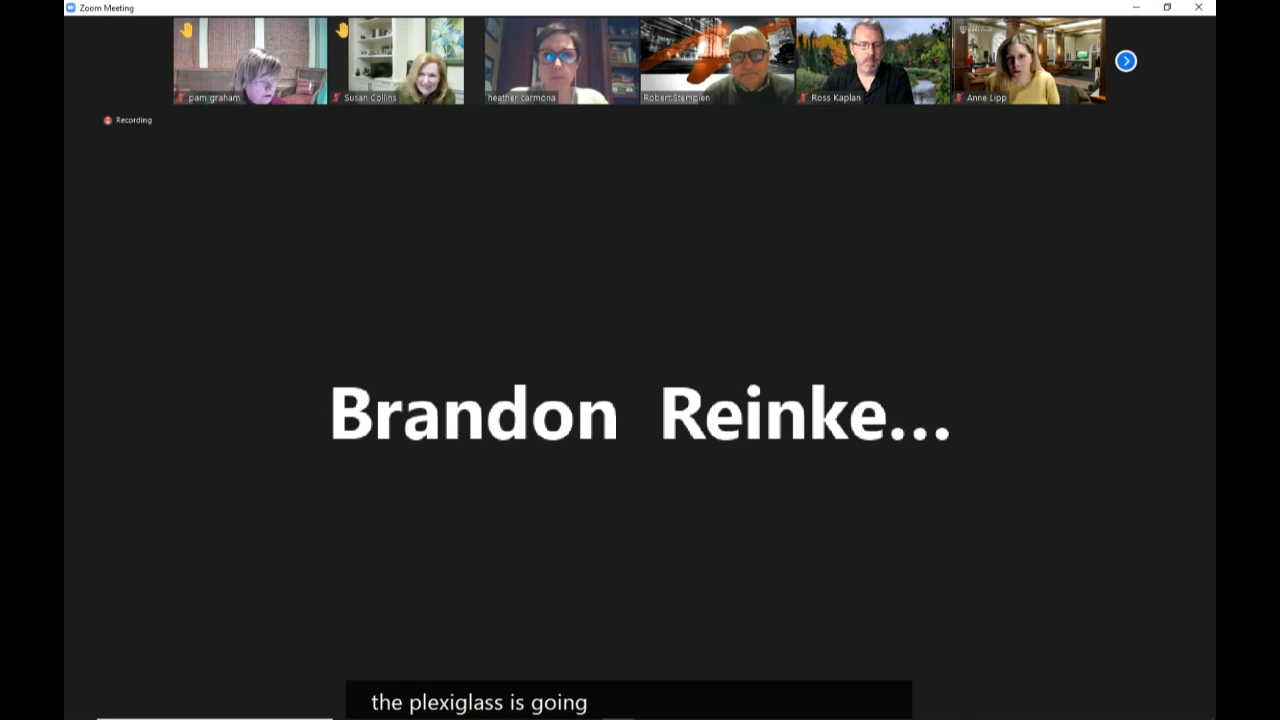 Zoom Meeting
pam graham
Susan Collins
heather carmona
Robert Stempien
Ross Kaplan
Anne Lipp
Recording
Brandon Reinke...
the plexiglass is going